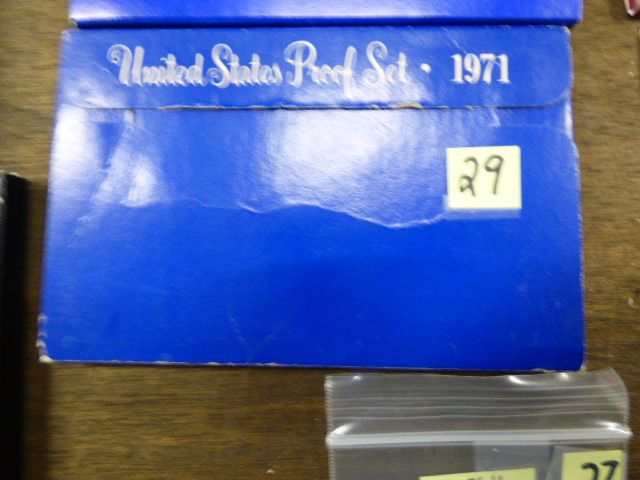 United States Proof Set · 1971
29
27